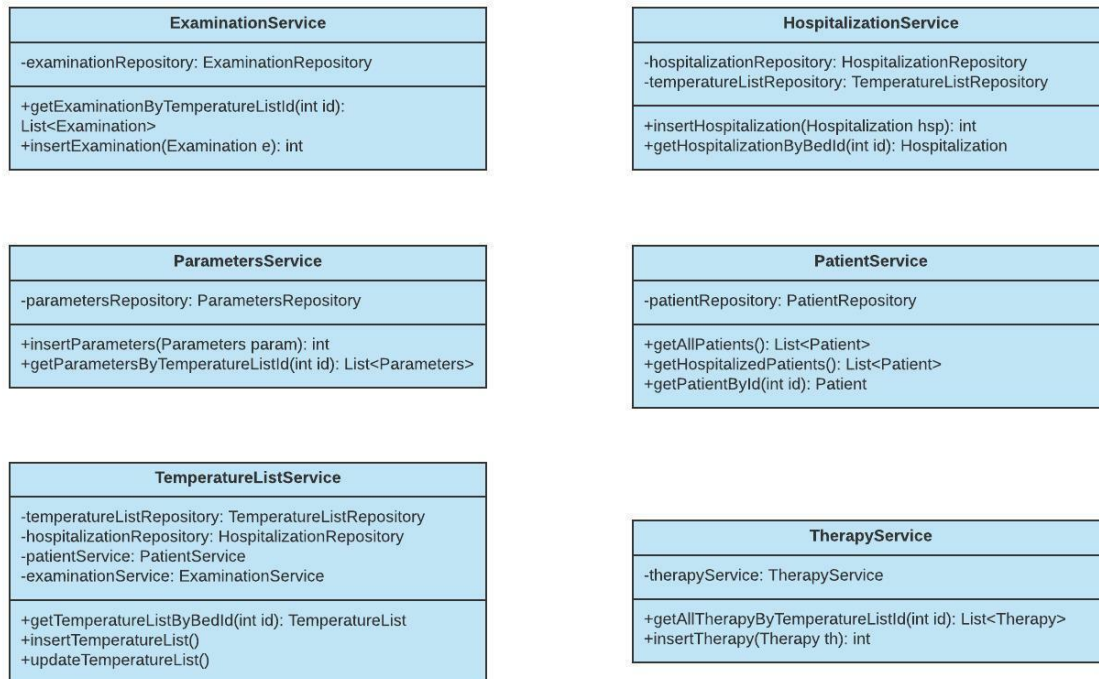 ExaminationService
-examinationRepository: ExaminationRepository
+getExaminationByTemperatureListId(int id):
List<Examination>
+insertExamination(Examination e): int
HospitalizationService
-hospitalizationRepository: HospitalizationRepository
-temperatureListRepository: TemperatureListRepository
+insertHospitalization(Hospitalization hsp): int
+getHospitalizationByBedId(int id): Hospitalization
ParametersService
-parametersRepository: ParametersRepository
+insertParameters(Parameters param): int
+getParametersByTemperatureListId(int id): List<Parameters>
PatientService
-patientRepository: PatientRepository
+getAllPatients(): List<Patient>
+getHospitalizedPatients(): List<Patient>
+getPatientById(int id): Patient
TemperatureListService
-temperatureListRepository: TemperatureListRepository
-hospitalizationRepository: HospitalizationRepository
-patientService: PatientService
-examinationService: ExaminationService
+getTemperatureListByBedId(int id): TemperatureList
+insertTemperatureList()
+updateTemperatureList()
TherapyService
-therapyService: TherapyService
+getAllTherapyByTemperatureListId(int id): List<Therapy>
+insertTherapy(Therapy th): int